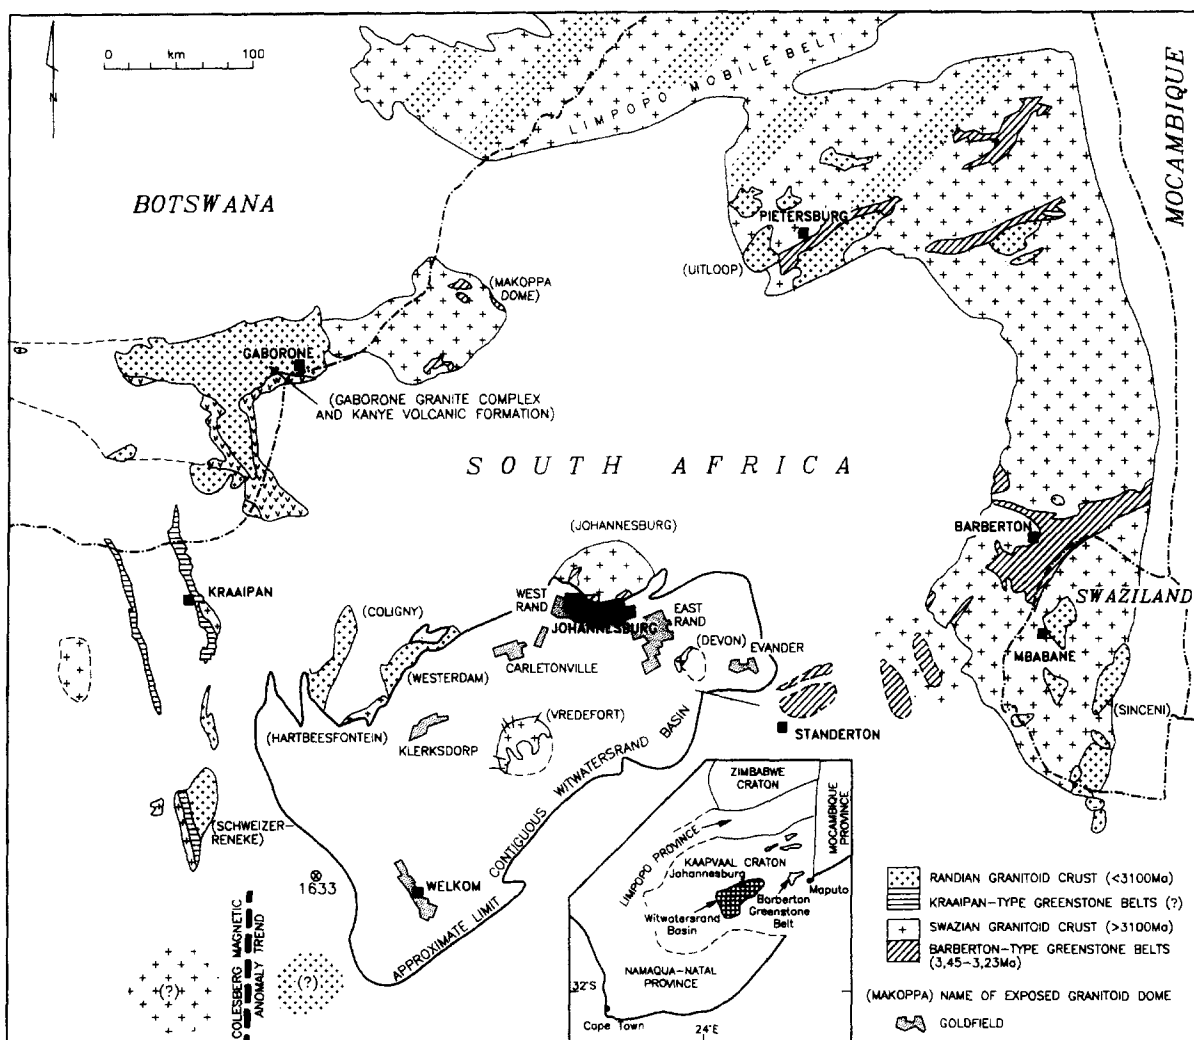 0 km 100
N
LIMPOPO MOBILE BELT
MOCAMBIQUE
BOTSWANA
PIETERSBURG
(UITLOOP)
(MAKOPPA
DOME)
GABORONE
(GABORONE GRANITE COMPLEX
AND KANYE VOLCANIC FORMATION)
SOUTH AFRICA
(JOHANNESBURG)
BARBERTON
KRAAIPAN
WEST
RAND
JOHANNESBURG
EAST
RAND
SWAZILAND
(COLIGNY)
(DEVON)
EVANDER
CARLETONVILLE
MBABANE
(WESTERDAM)
(SINCENI)
(VREDEFORT)
(HARTBEESFONTEIN)
KLERKSDORP
STANDERTON
APPROXIMATE LIMIT CONTIGUOUS WITWATERSRAND BASIN
(SCHWEIZER-
RENEKE)
1633
WELKOM
COLESBERG MAGNETIC
ANOMALY TREND
(?)
(?)
ZIMBABWE
CRATON
MOCAMBIQUE
PROVINCE
LIMPOPO PROVINCE
KAAPVAAL CRATON
Johannesburg
Maputo
Barberton
Greenstone
Belt
Witwatersrand
Basin
NAMAQUA-NATAL
PROVINCE
32°S
Cape Town
24°E
RANDIAN GRANITOID CRUST (<3100Ma)
KRAAIPAN-TYPE GREENSTONE BELTS (?)
SWAZIAN GRANITOID CRUST (>3100Ma)
BARBERTON-TYPE GREENSTONE BELTS
(3,45-3,23Ma)
(MAKOPPA) NAME OF EXPOSED GRANITOID DOME
GOLDFIELD